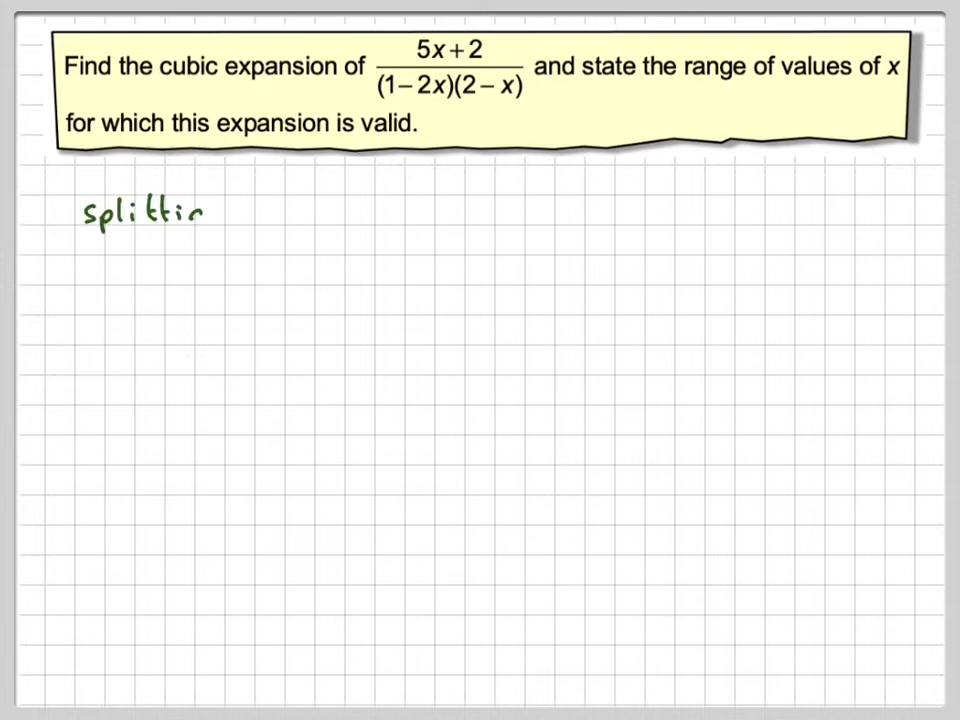 Find the cubic expansion of (5x+2)/((1–2x)(2–x)) and state the range of values of x
for which this expansion is valid.
splittin